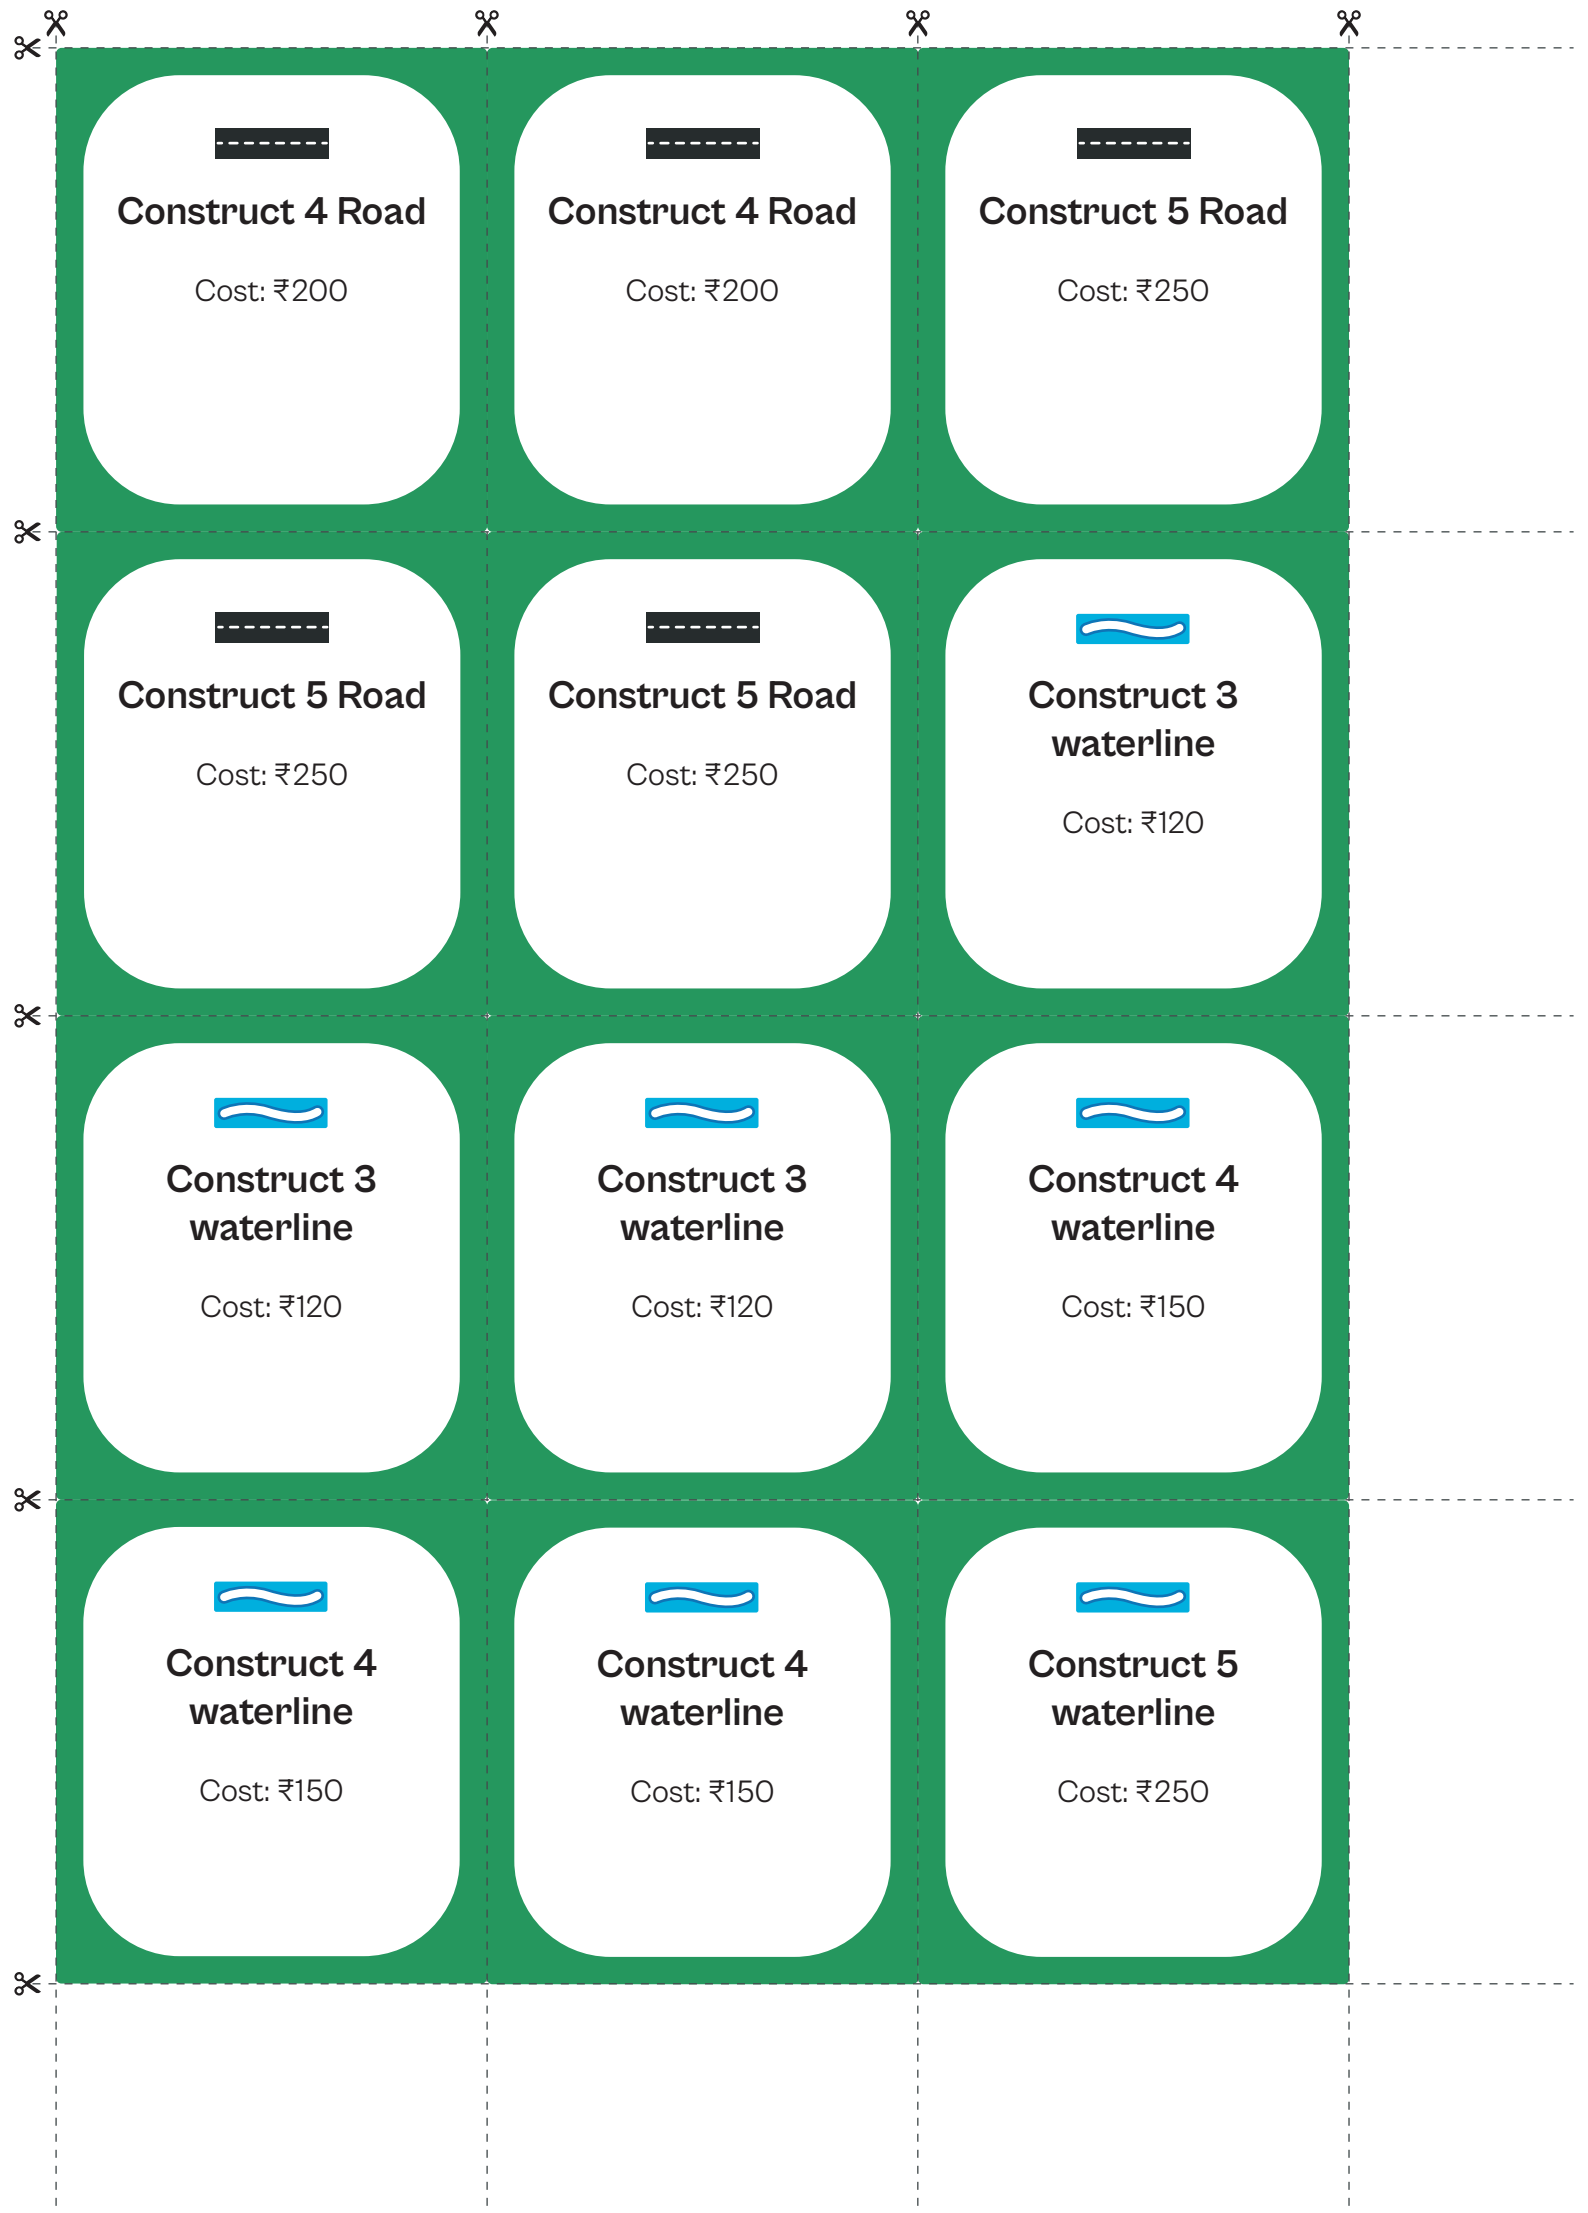 Construct 4 Road
Cost: ₹200
Construct 4 Road
Cost: ₹200
Construct 5 Road
Cost: ₹250
Construct 5 Road
Cost: ₹250
Construct 5 Road
Cost: ₹250
Construct 3
waterline
Cost: ₹120
Construct 3
waterline
Cost: ₹120
Construct 3
waterline
Cost: ₹120
Construct 4
waterline
Cost: ₹150
Construct 4
waterline
Cost: ₹150
Construct 4
waterline
Cost: ₹150
Construct 5
waterline
Cost: ₹250